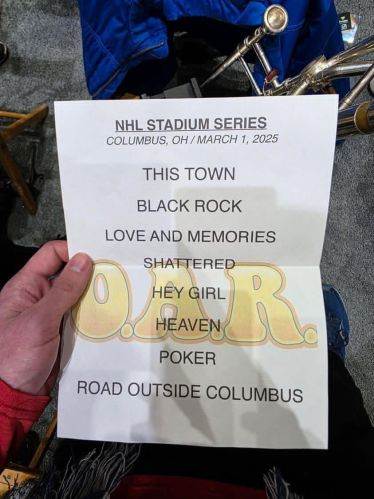 NHL STADIUM SERIES
COLUMBUS, OH / MARCH 1, 2025
THIS TOWN
BLACK ROCK
LOVE AND MEMORIES
SHATTERED
HEY GIRL
O.A.R.
HEAVEN
POKER
ROAD OUTSIDE COLUMBUS